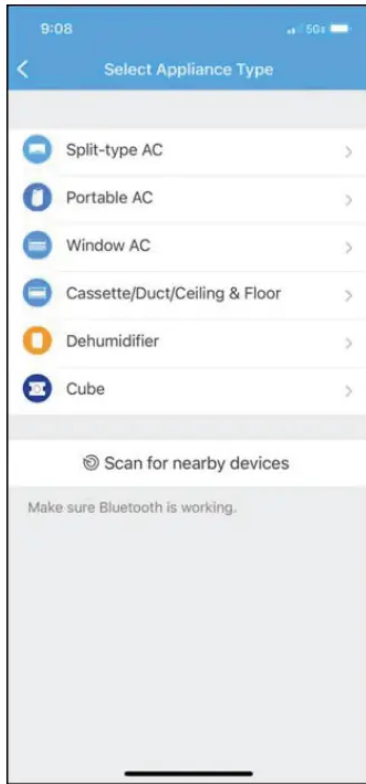 9:08
5G
Select Appliance Type
Split-type AC
Portable AC
Window AC
Cassette/Duct/Ceiling & Floor
Dehumidifier
Cube
Scan for nearby devices
Make sure Bluetooth is working.